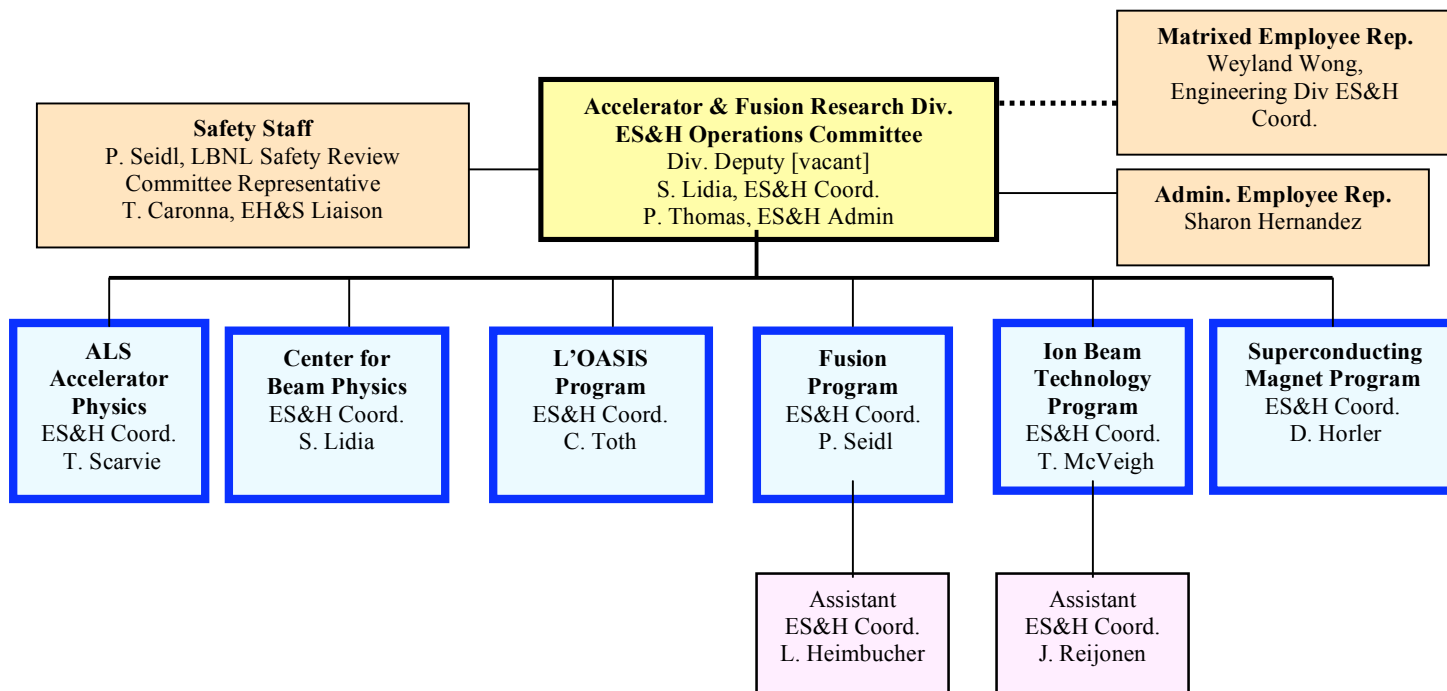 Matrixed Employee Rep.
Weyland Wong,
Engineering Div ES&H
Coord.
Accelerator & Fusion Research Div.
ES&H Operations Committee
Div. Deputy [vacant]
S. Lidia, ES&H Coord.
P. Thomas, ES&H Admin
Safety Staff
P. Seidl, LBNL Safety Review
Committee Representative
T. Caronna, EH&S Liaison
Admin. Employee Rep.
Sharon Hernandez
ALS
Accelerator
Physics
ES&H Coord.
T. Scarvie
Center for
Beam Physics
ES&H Coord.
S. Lidia
L’OASIS
Program
ES&H Coord.
C. Toth
Fusion
Program
ES&H Coord.
P. Seidl
Ion Beam
Technology
Program
ES&H Coord.
T. McVeigh
Superconducting
Magnet Program
ES&H Coord.
D. Horler
Assistant
ES&H Coord.
L. Heimbucher
Assistant
ES&H Coord.
J. Reijonen